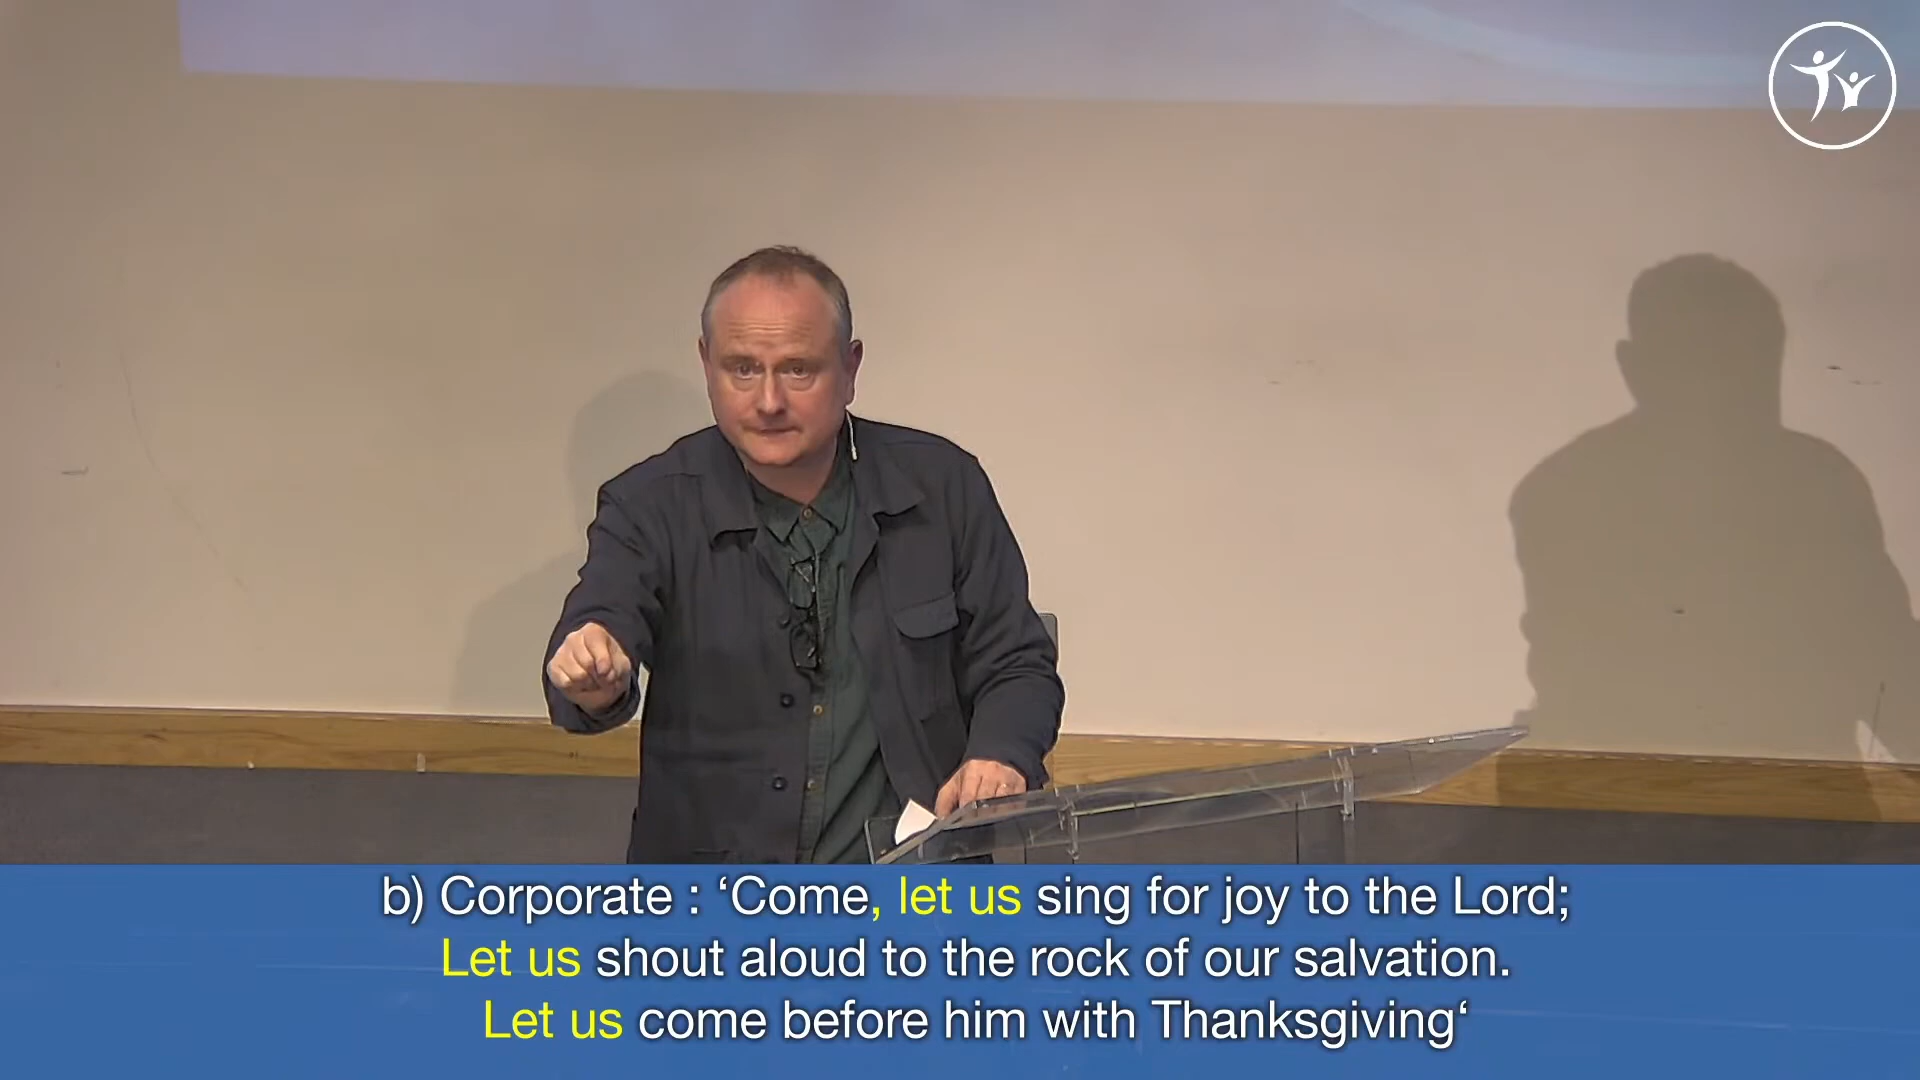 b) Corporate : ‘Come, let us sing for joy to the Lord;
Let us shout aloud to the rock of our salvation.
Let us come before him with Thanksgiving‘